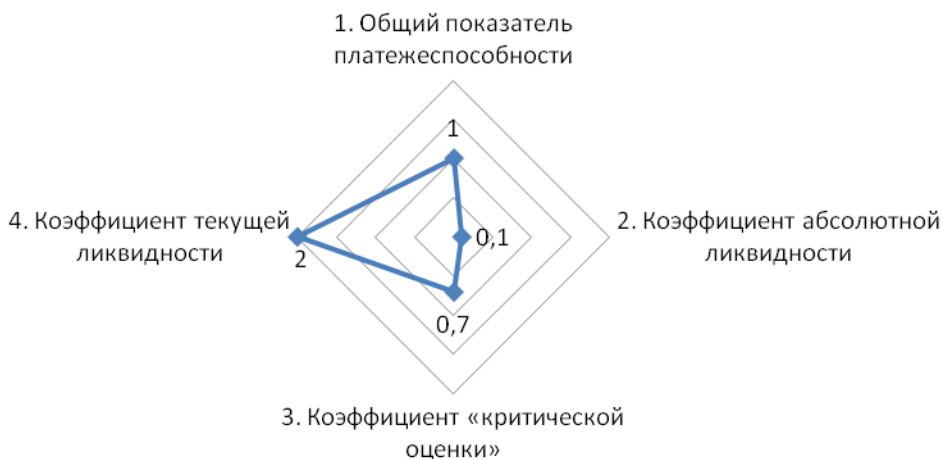 1. Общий показатель
платежеспособности
1
4. Коэффициент текущей
ликвидности
2
0,1
2. Коэффициент абсолютной
ликвидности
0,7
3. Коэффициент «критической
оценки»